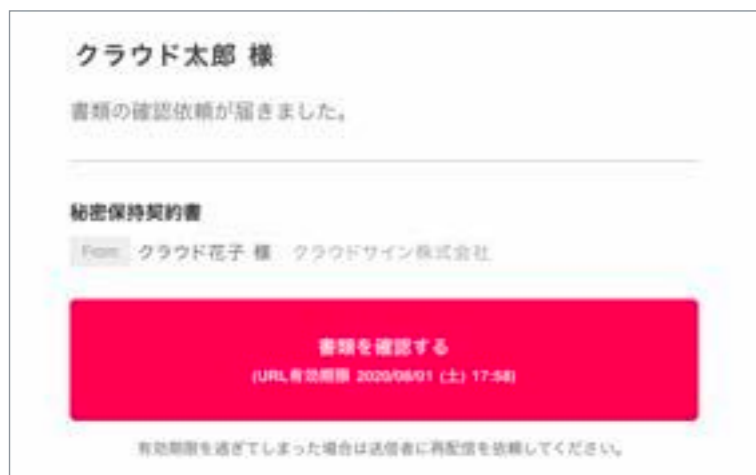 クラウド太郎 様
書類の確認依頼が届きました。
秘密保持契約書
From クラウド花子 様 クラウドサイン株式会社
書類を確認する
(URL有効期限 2020/08/01 (土) 17:58)
有効期限を過ぎてしまった場合は送信者に再配信を依頼してください。